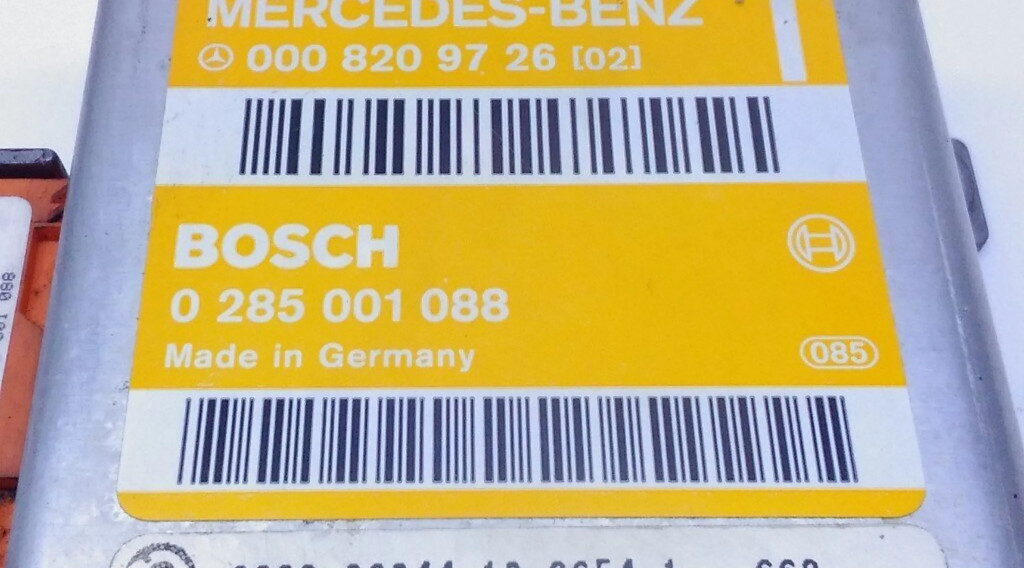 MERCEDES-BENZ
000 820 97 26 [02]
BOSCH
0 285 001 088
Made in Germany
085